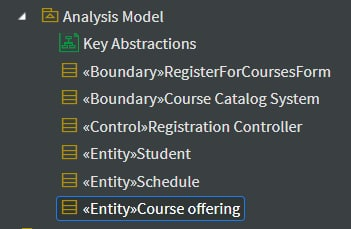 Analysis Model
Key Abstractions
«Boundary»RegisterForCoursesForm
«Boundary»Course Catalog System
«Control»Registration Controller
«Entity»Student
«Entity»Schedule
«Entity»Course offering